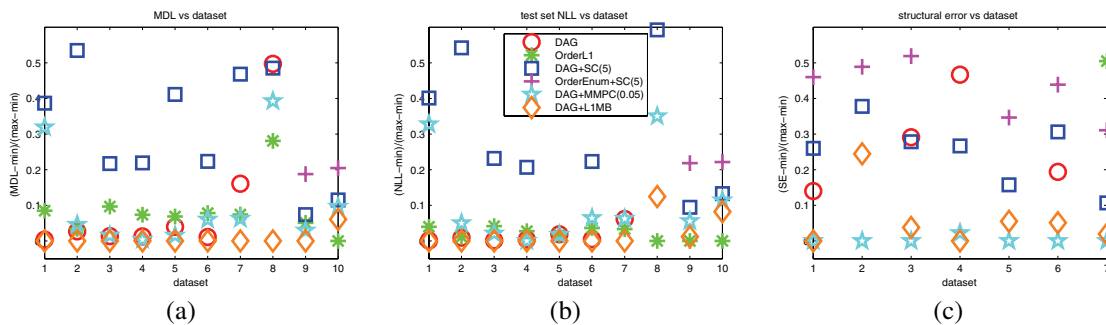 MDL vs dataset
(MDL−min)/(max−min)
0.5
0.4
0.3
0.2
0.1
1 2 3 4 5 6 7 8 9 10
dataset
(a)
test set NLL vs dataset
(NLL−min)/(max−min)
0.5
0.4
0.3
0.2
0.1
DAG
OrderL1
DAG+SC(5)
OrderEnum+SC(5)
DAG+MMPC(0.05)
DAG+L1MB
1 2 3 4 5 6 7 8 9 10
dataset
(b)
structural error vs dataset
(SE−min)/(max−min)
0.5
0.4
0.3
0.2
0.1
1 2 3 4 5 6 7
dataset
(c)